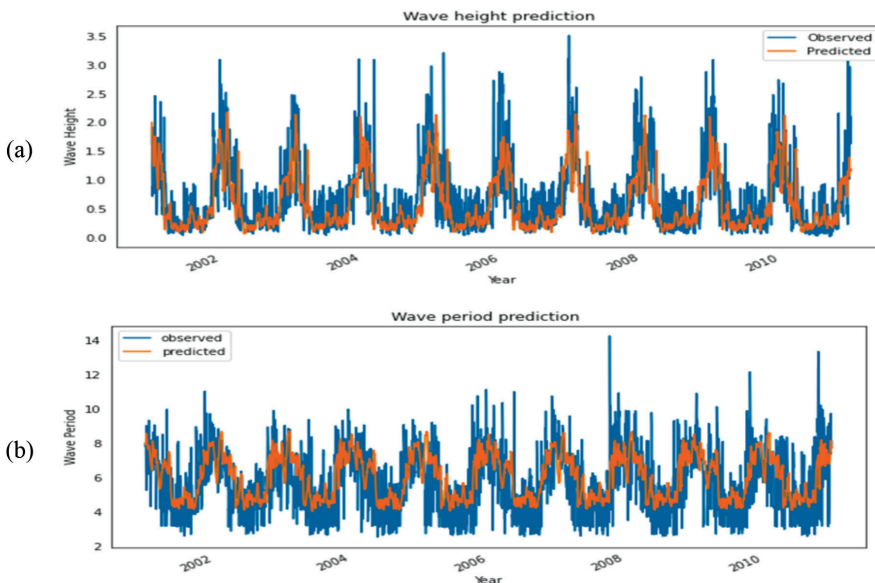 Wave height prediction
(a)
Wave Height
3.5
3.0
2.5
2.0
1.5
1.0
0.5
0.0
Observed
Predicted
2002
2004
2006
2008
2010
Year
Wave period prediction
(b)
Wave Period
14
12
10
8
6
4
2
observed
predicted
2002
2004
2006
2008
2010
Year